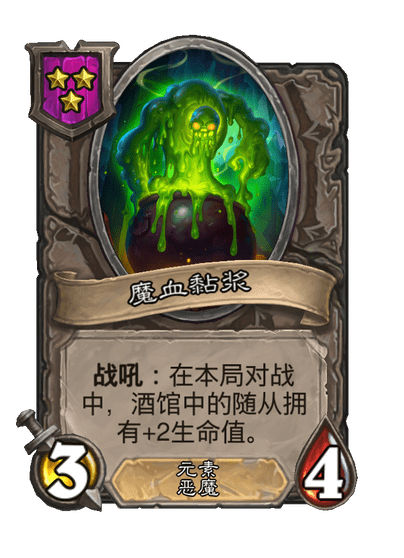 魔血黏浆
战吼：在本局对战
中，酒馆中的随从拥
有+2生命值。
3
元素
恶魔
4